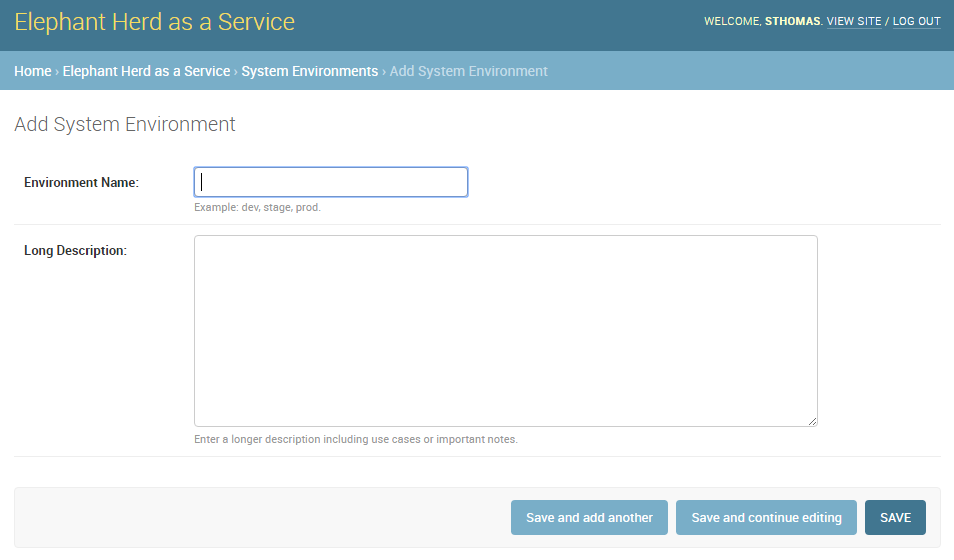 Elephant Herd as a Service
WELCOME, STHOMAS. VIEW SITE / LOG OUT
Home › Elephant Herd as a Service › System Environments › Add System Environment
Add System Environment
Environment Name:
Example: dev, stage, prod.
Long Description:
Enter a longer description including use cases or important notes.
Save and add another
Save and continue editing
SAVE